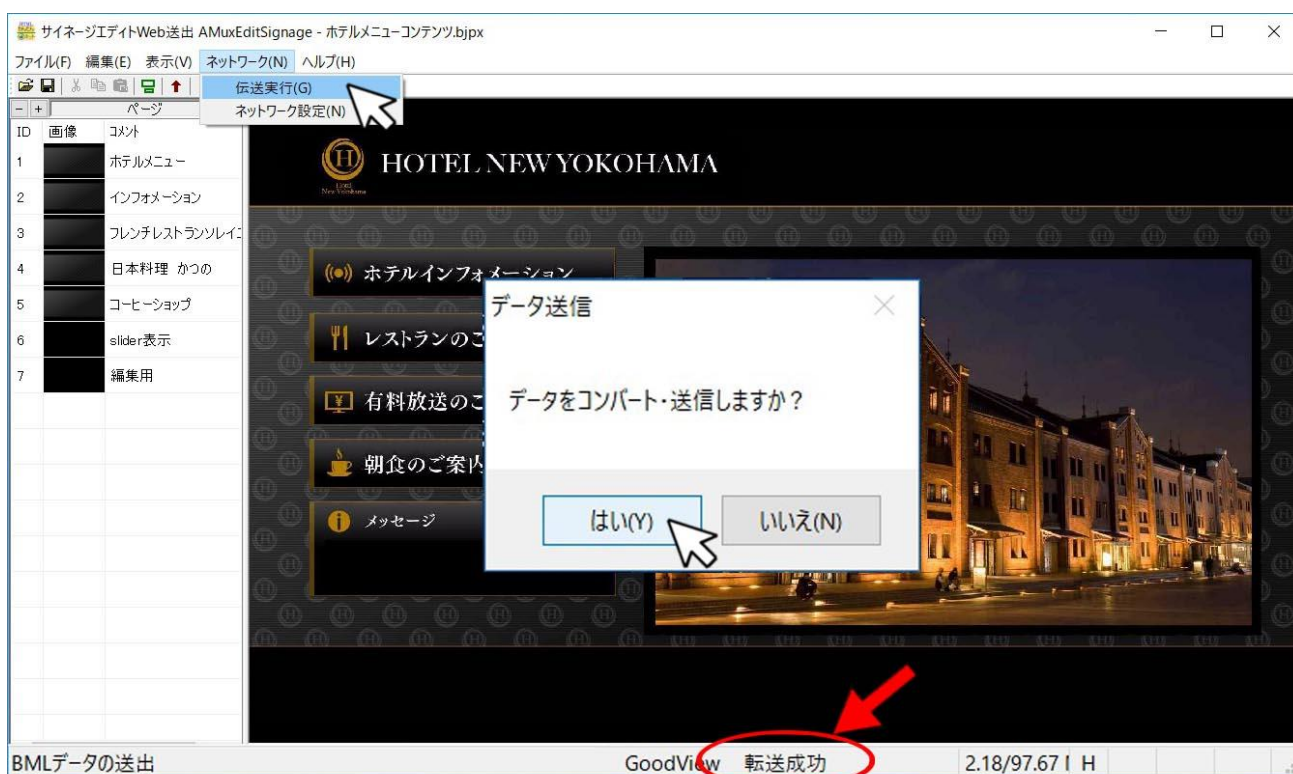 サイネージエディトWeb送出 AMuxEditSignage - ホテルメニューコンテンツ.bjpx
ファイル(F) 編集(E) 表示(V) ネットワーク(N) ヘルプ(H)
伝送実行(G)
ネットワーク設定(N)
- + ページ
ID 画像 コメント
1 ホテルメニュー
2 インフォメーション
3 フレンチレストランソレイユ
4 日本料理 かつの
5 コーヒーショップ
6 slider表示
7 編集用
H
HOTEL NEW YOKOHAMA
Hotel
New Yokohama
ホテルインフォメーション
レストランのご
有料放送のご
朝食のご案内
メッセージ
データ送信
データをコンバート・送信しますか？
はい(Y) いいえ(N)
BMLデータの送出 GoodView 転送成功 2.18/97.67 H